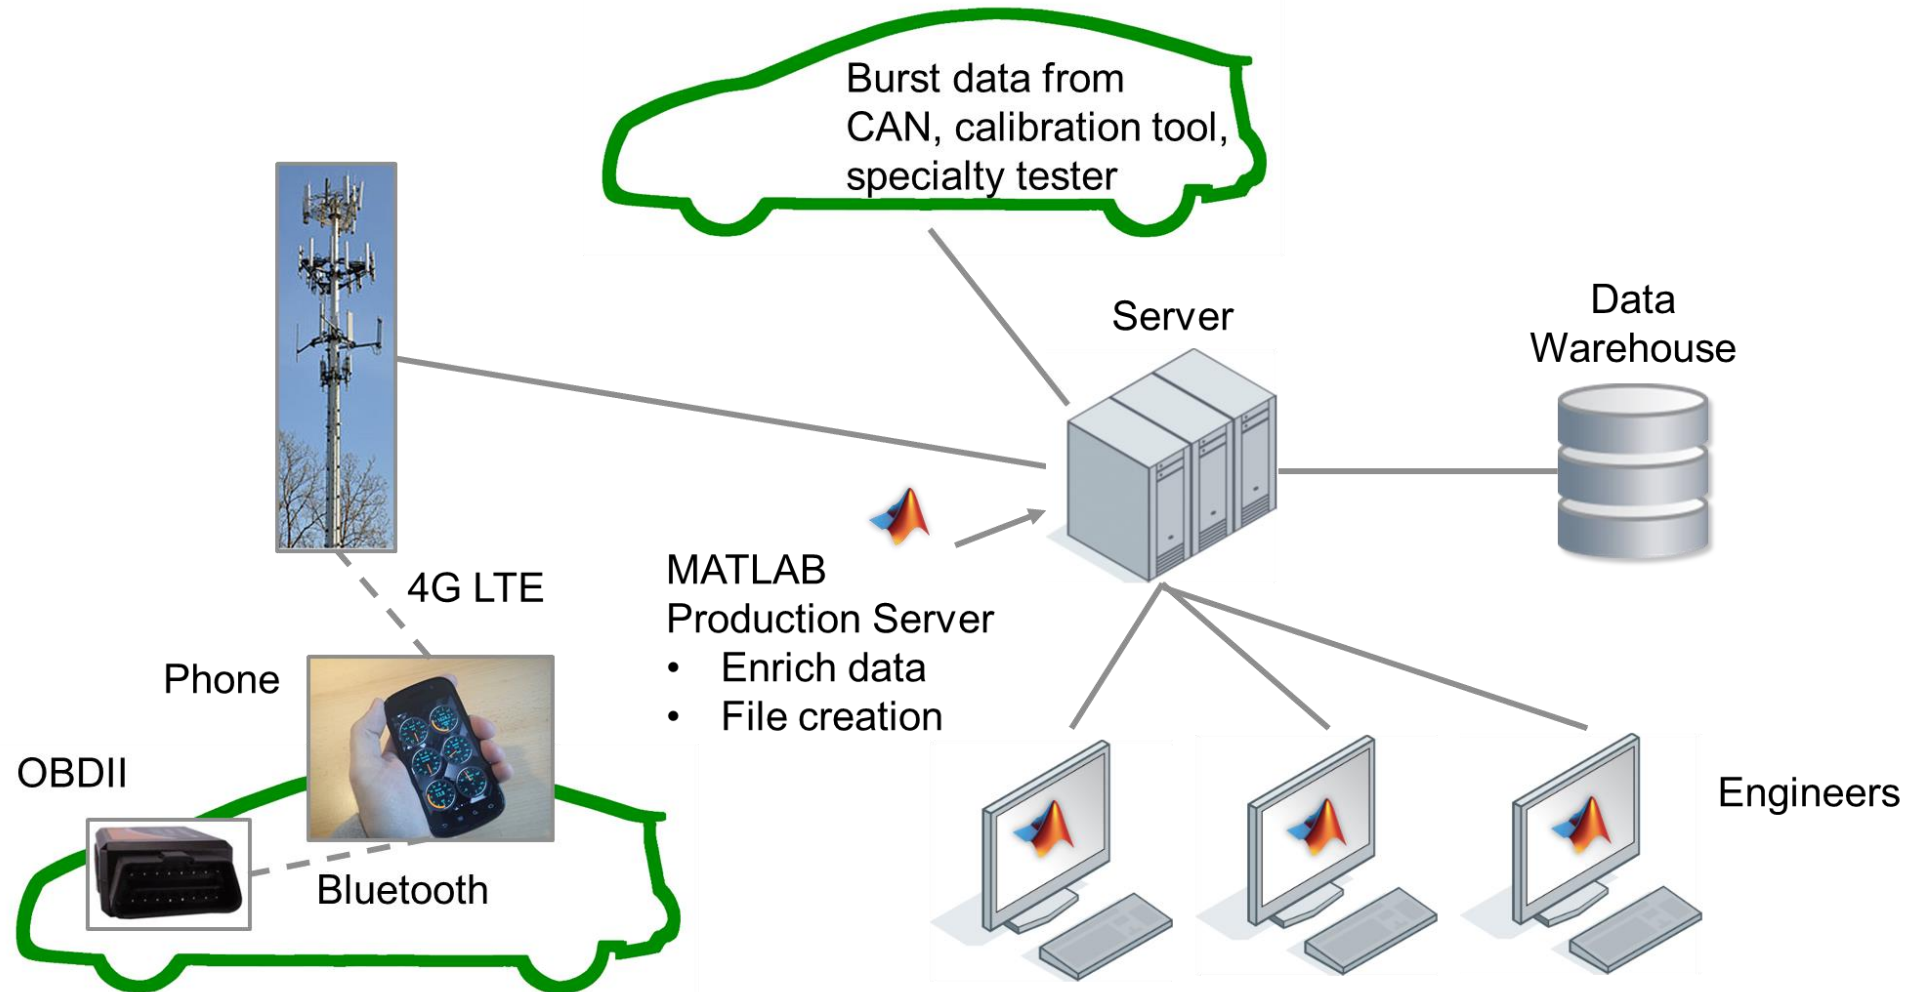 Burst data from
CAN, calibration tool,
specialty tester
Server
Data
Warehouse
4G LTE
MATLAB
Production Server
• Enrich data
• File creation
Phone
OBDII
Bluetooth
Engineers